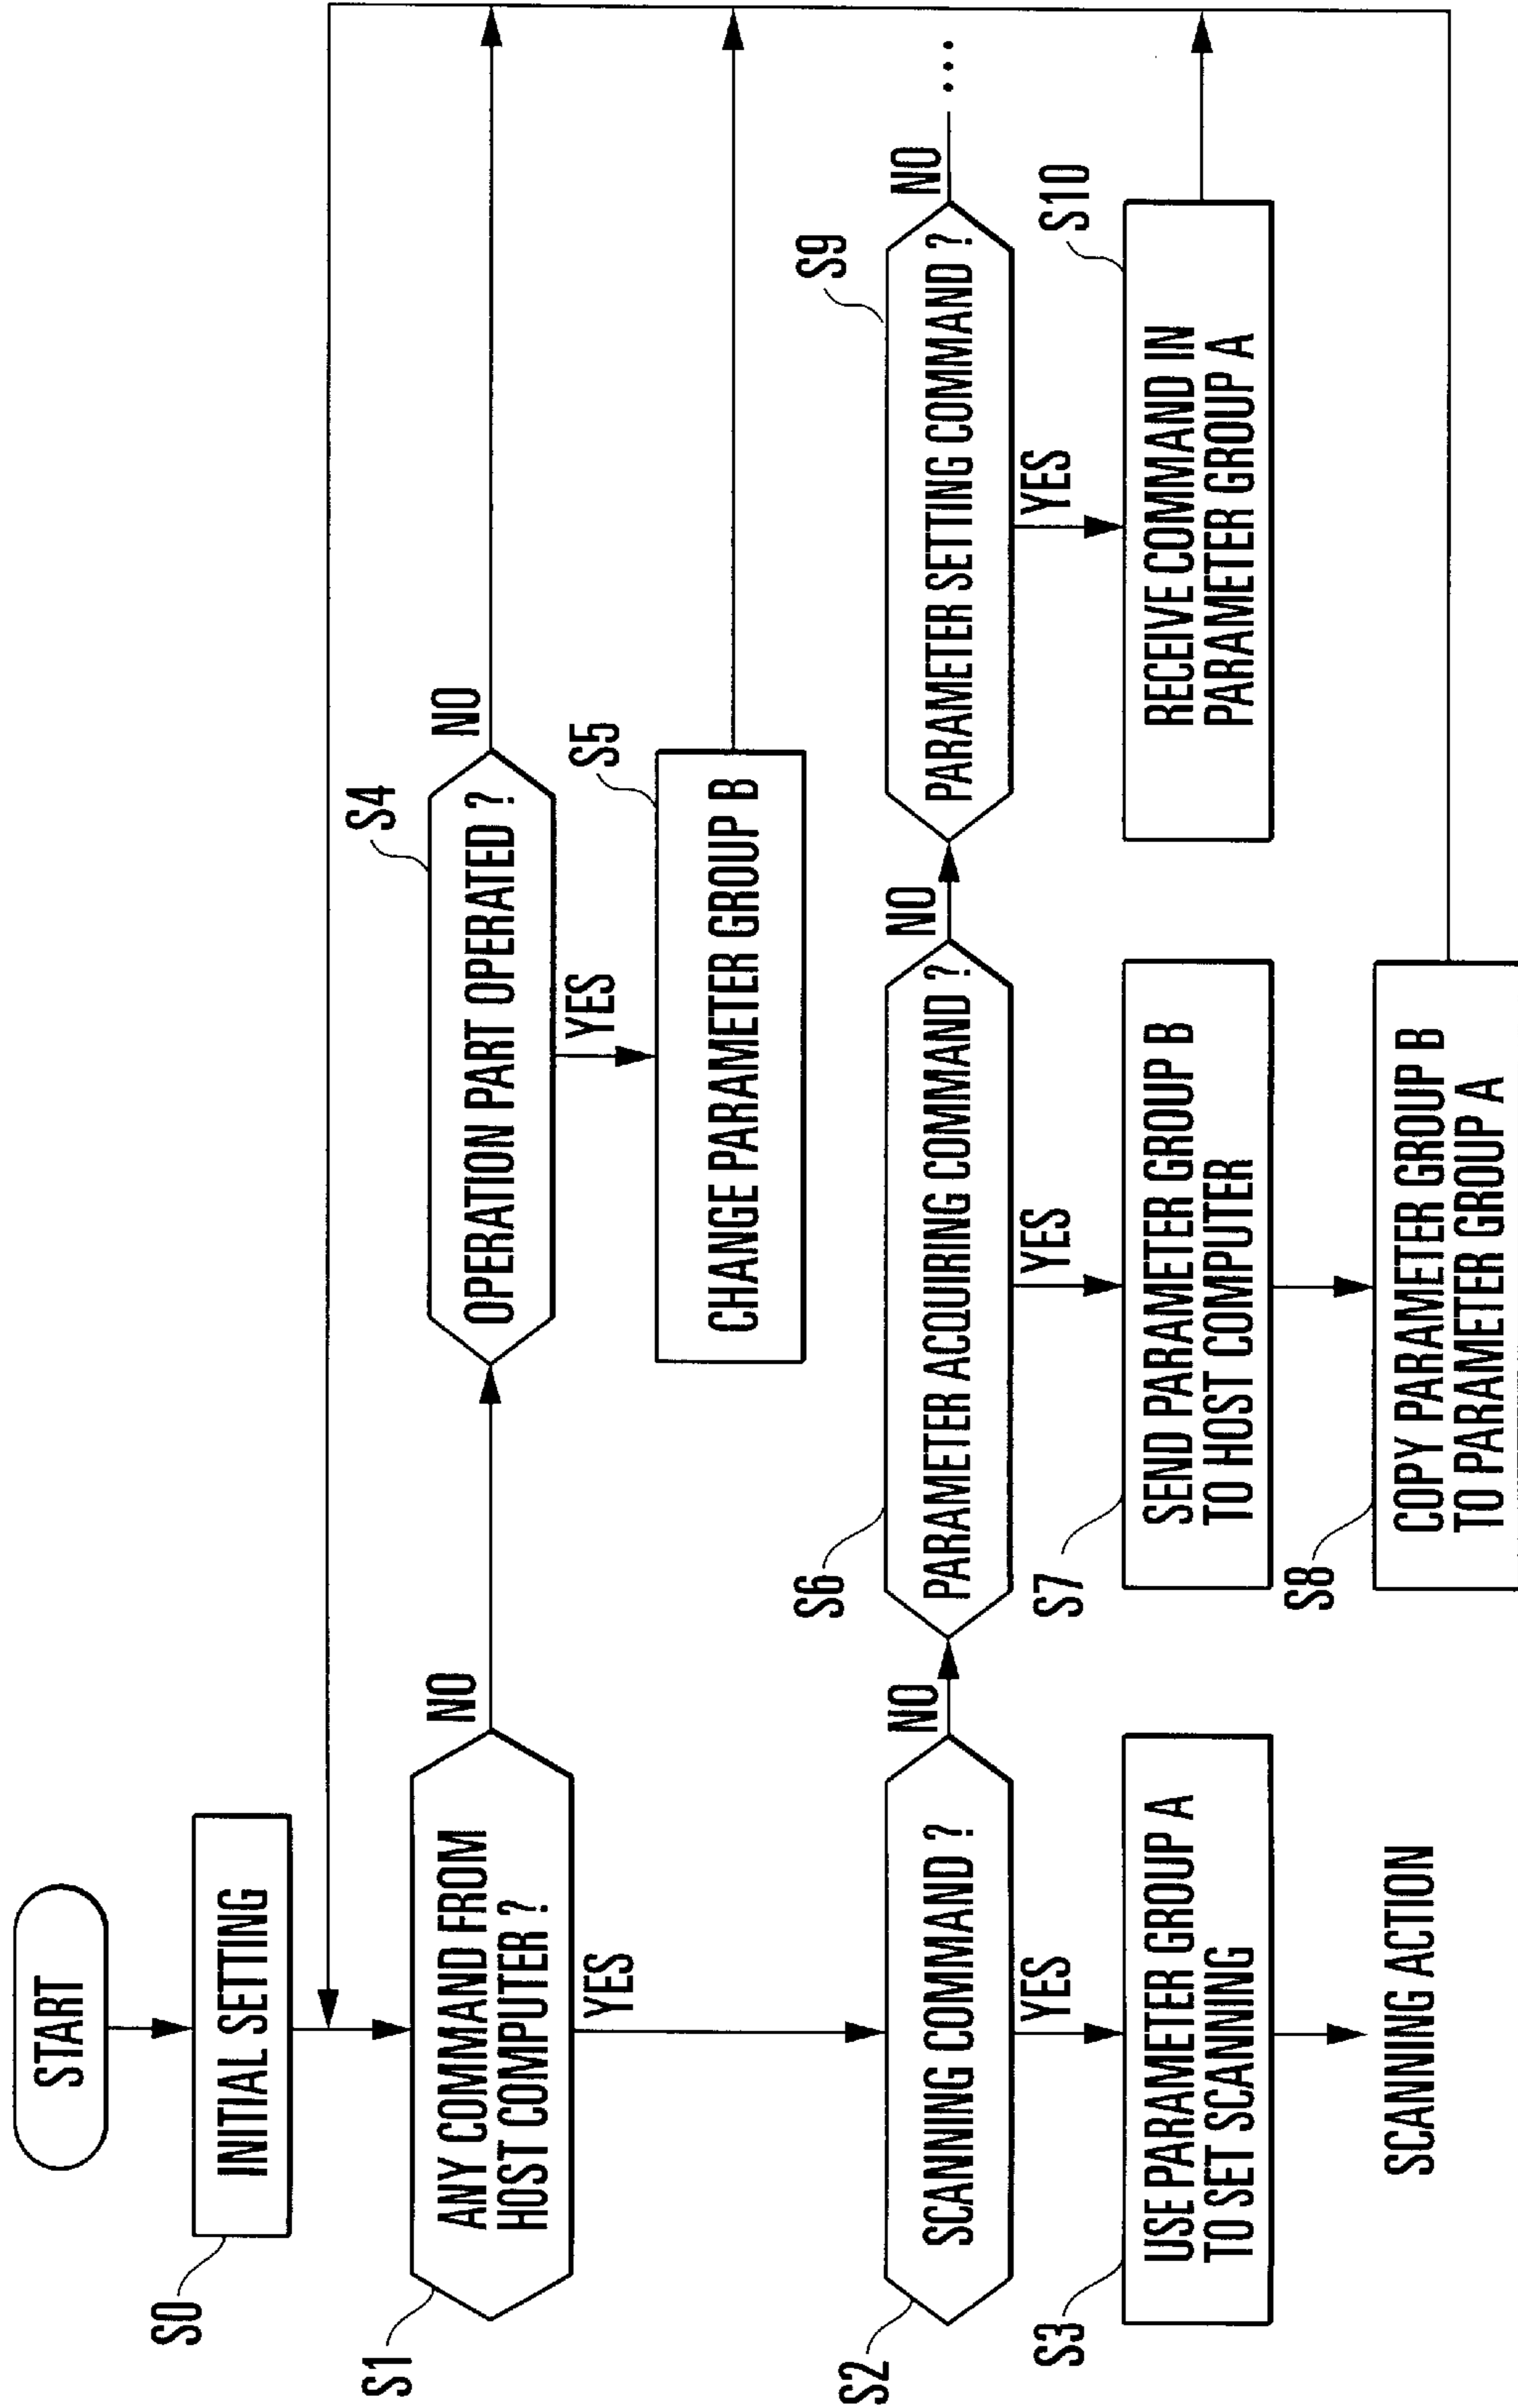 START
S0
INITIAL SETTING
S1
ANY COMMAND FROM
HOST COMPUTER ?
NO
YES
S4
OPERATION PART OPERATED ?
NO
YES
S5
CHANGE PARAMETER GROUP B
S2
SCANNING COMMAND ?
NO
YES
S3
USE PARAMETER GROUP A
TO SET SCANNING
SCANNING ACTION
S6
PARAMETER ACQUIRING COMMAND ?
NO
YES
S7
SEND PARAMETER GROUP B
TO HOST COMPUTER
S8
COPY PARAMETER GROUP B
TO PARAMETER GROUP A
S9
PARAMETER SETTING COMMAND ?
NO
...
YES
S10
RECEIVE COMMAND IN
PARAMETER GROUP A